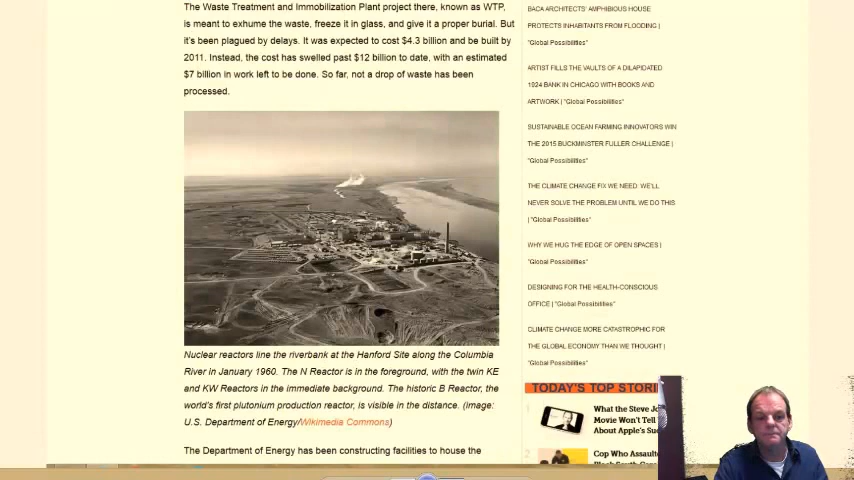 The Waste Treatment and Immobilization Plant project there, known as WTP,
is meant to exhume the waste, freeze it in glass, and give it a proper burial. But
it's been plagued by delays. It was expected to cost $4.3 billion and be built by
2011. Instead, the cost has swelled past $12 billion to date, with an estimated
$7 billion in work left to be done. So far, not a drop of waste has been
processed.
Nuclear reactors line the riverbank at the Hanford Site along the Columbia
River in January 1960. The N Reactor is in the foreground, with the twin KE
and KW Reactors in the immediate background. The historic B Reactor, the
world's first plutonium production reactor, is visible in the distance. (image:
U.S. Department of Energy/Wikimedia Commons)
The Department of Energy has been constructing facilities to house the
BACA ARCHITECTS' AMPHIBIOUS HOUSE
PROTECTS INHABITANTS FROM FLOODING |
"Global Possibilities"
ARTIST FILLS THE VAULTS OF A DILAPIDATED
1924 BANK IN CHICAGO WITH BOOKS AND
ARTWORK | "Global Possibilities"
SUSTAINABLE OCEAN FARMING INNOVATORS WIN
THE 2015 BUCKMINSTER FULLER CHALLENGE |
"Global Possibilities"
THE CLIMATE CHANGE FIX WE NEED: WE'LL
NEVER SOLVE THE PROBLEM UNTIL WE DO THIS
| "Global Possibilities"
WHY WE HUG THE EDGE OF OPEN SPACES |
"Global Possibilities"
DESIGNING FOR THE HEALTH-CONSCIOUS
OFFICE | "Global Possibilities"
CLIMATE CHANGE MORE CATASTROPHIC FOR
THE GLOBAL ECONOMY THAN WE THOUGHT |
"Global Possibilities"
TODAY'S TOP STORI
1
What the Steve Jo
Movie Won't Tell
About Apple's Su
2
Cop Who Assault